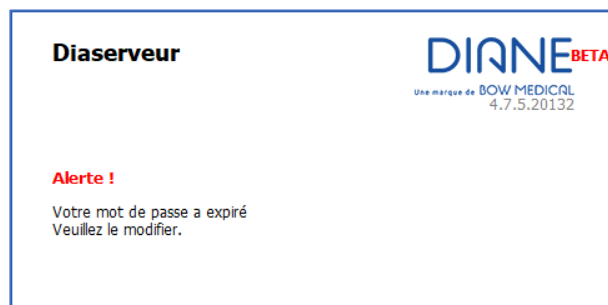 Diaserveur
DIANE BETA
Une marque de BOW MEDICAL
4.7.5.20132
Alerte !
Votre mot de passe a expiré
Veuillez le modifier.